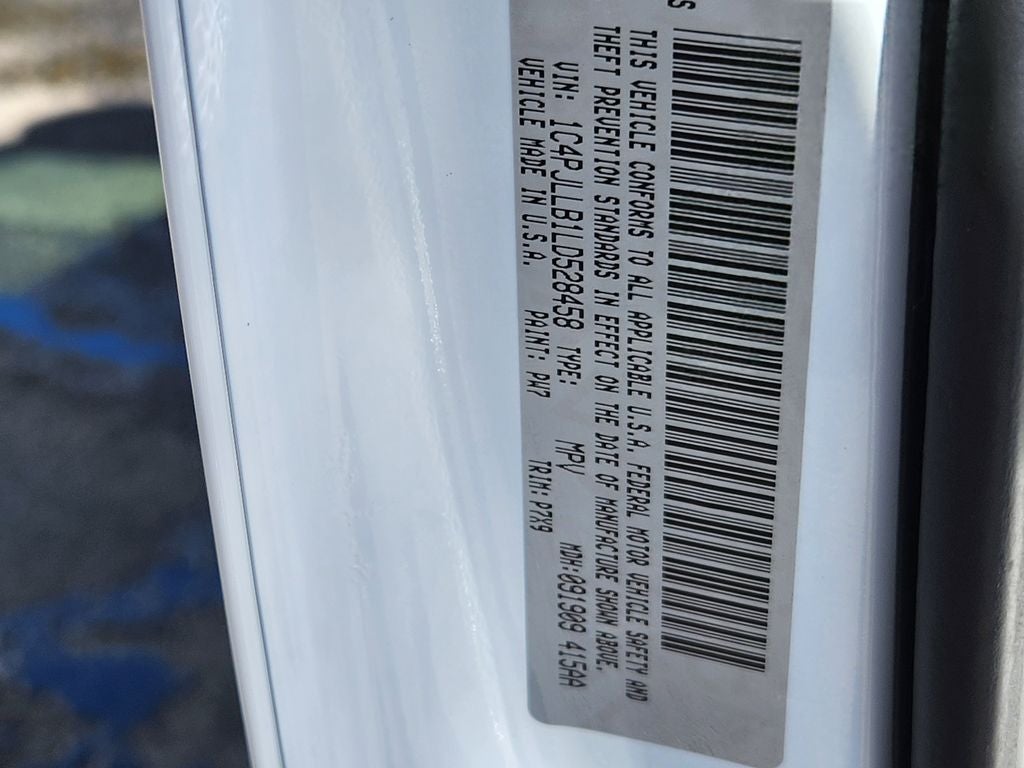 THIS VEHICLE CONFORMS TO ALL APPLICABLE U.S.A. FEDERAL MOTOR VEHICLE SAFETY AND
THEFT PREVENTION STANDARDS IN EFFECT ON THE DATE OF MANUFACTURE SHOWN ABOVE.
VIN: 1C4PJLLB1LD528458 TYPE: MPV MDH:091909 415AA
VEHICLE MADE IN U.S.A. PAINT: PW7 TRIM: P7X9